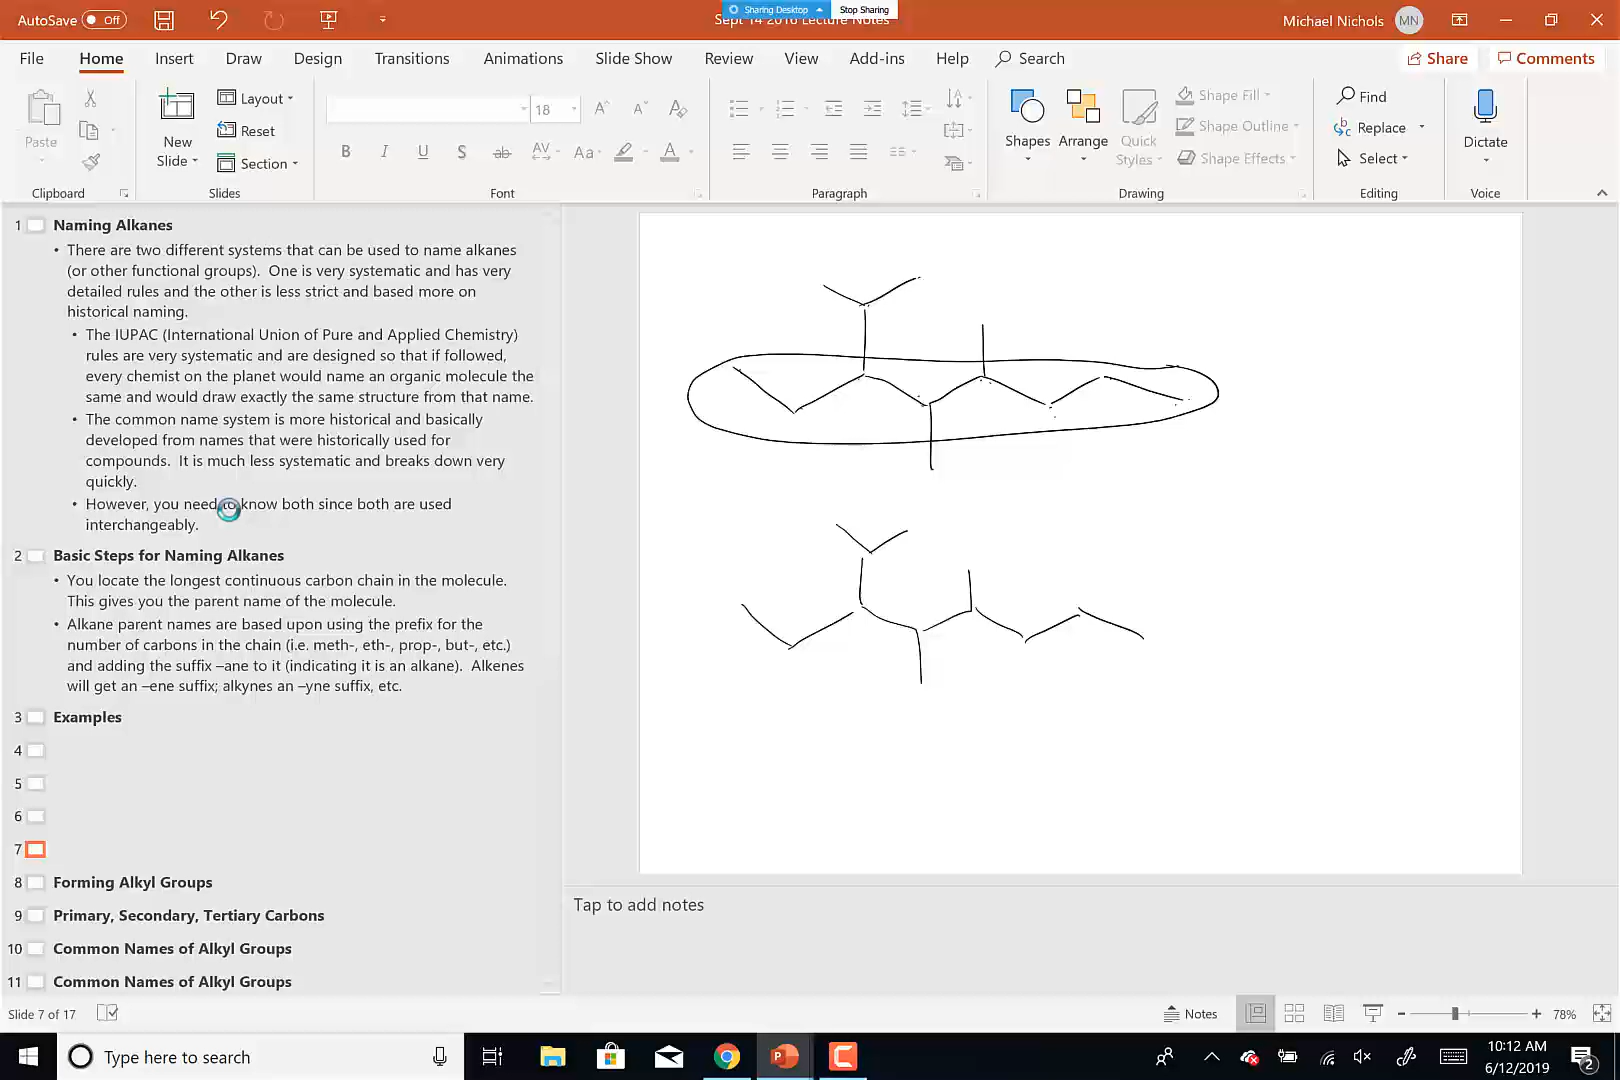 AutoSave Off
Sept 14 2016 Lecture Notes
Sharing Desktop
Stop Sharing
Michael Nichols MN
File Home Insert Draw Design Transitions Animations Slide Show Review View Add-ins Help Search Share Comments
Paste
Clipboard
New Slide
Layout
Reset
Section
Slides
18
B I U S ab AV Aa A
Font
Paragraph
Shapes
Arrange
Quick Styles
Shape Fill
Shape Outline
Shape Effects
Drawing
Find
Replace
Select
Editing
Dictate
Voice
1 Naming Alkanes
• There are two different systems that can be used to name alkanes
(or other functional groups). One is very systematic and has very
detailed rules and the other is less strict and based more on
historical naming.
• The IUPAC (International Union of Pure and Applied Chemistry)
rules are very systematic and are designed so that if followed,
every chemist on the planet would name an organic molecule the
same and would draw exactly the same structure from that name.
• The common name system is more historical and basically
developed from names that were historically used for
compounds. It is much less systematic and breaks down very
quickly.
• However, you need to know both since both are used
interchangeably.
2 Basic Steps for Naming Alkanes
• You locate the longest continuous carbon chain in the molecule.
This gives you the parent name of the molecule.
• Alkane parent names are based upon using the prefix for the
number of carbons in the chain (i.e. meth-, eth-, prop-, but-, etc.)
and adding the suffix –ane to it (indicating it is an alkane). Alkenes
will get an –ene suffix; alkynes an –yne suffix, etc.
3 Examples
4
5
6
7
8 Forming Alkyl Groups
9 Primary, Secondary, Tertiary Carbons
10 Common Names of Alkyl Groups
11 Common Names of Alkyl Groups
Tap to add notes
Slide 7 of 17
Notes
78%
Type here to search
10:12 AM
6/12/2019
2